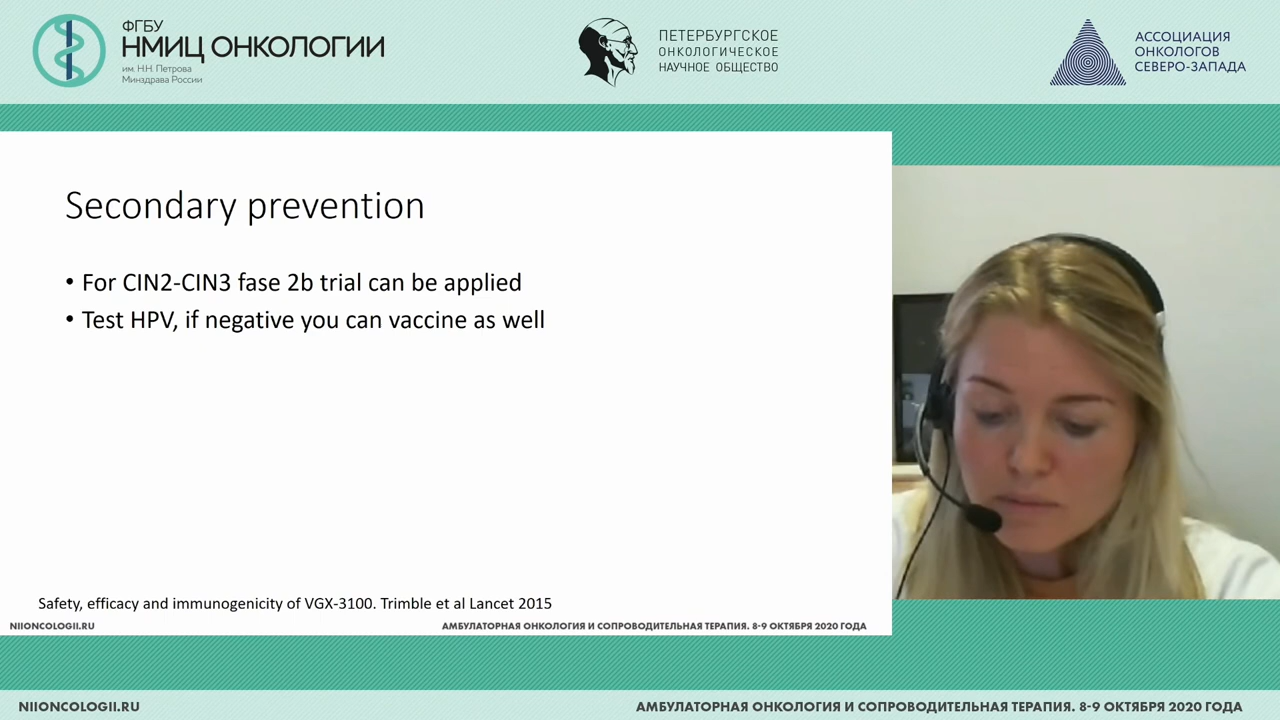 ФГБУ
НМИЦ ОНКОЛОГИИ
им. Н.Н. Петрова
Минздрава России
ПЕТЕРБУРГСКОЕ
ОНКОЛОГИЧЕСКОЕ
НАУЧНОЕ ОБЩЕСТВО
АССОЦИАЦИЯ
ОНКОЛОГОВ
СЕВЕРО-ЗАПАДА
Secondary prevention
• For CIN2-CIN3 fase 2b trial can be applied
• Test HPV, if negative you can vaccine as well
Safety, efficacy and immunogenicity of VGX-3100. Trimble et al Lancet 2015
NIIONCOLOGII.RU
АМБУЛАТОРНАЯ ОНКОЛОГИЯ И СОПРОВОДИТЕЛЬНАЯ ТЕРАПИЯ. 8-9 ОКТЯБРЯ 2020 ГОДА
NIIONCOLOGII.RU
АМБУЛАТОРНАЯ ОНКОЛОГИЯ И СОПРОВОДИТЕЛЬНАЯ ТЕРАПИЯ. 8-9 ОКТЯБРЯ 2020 ГОДА